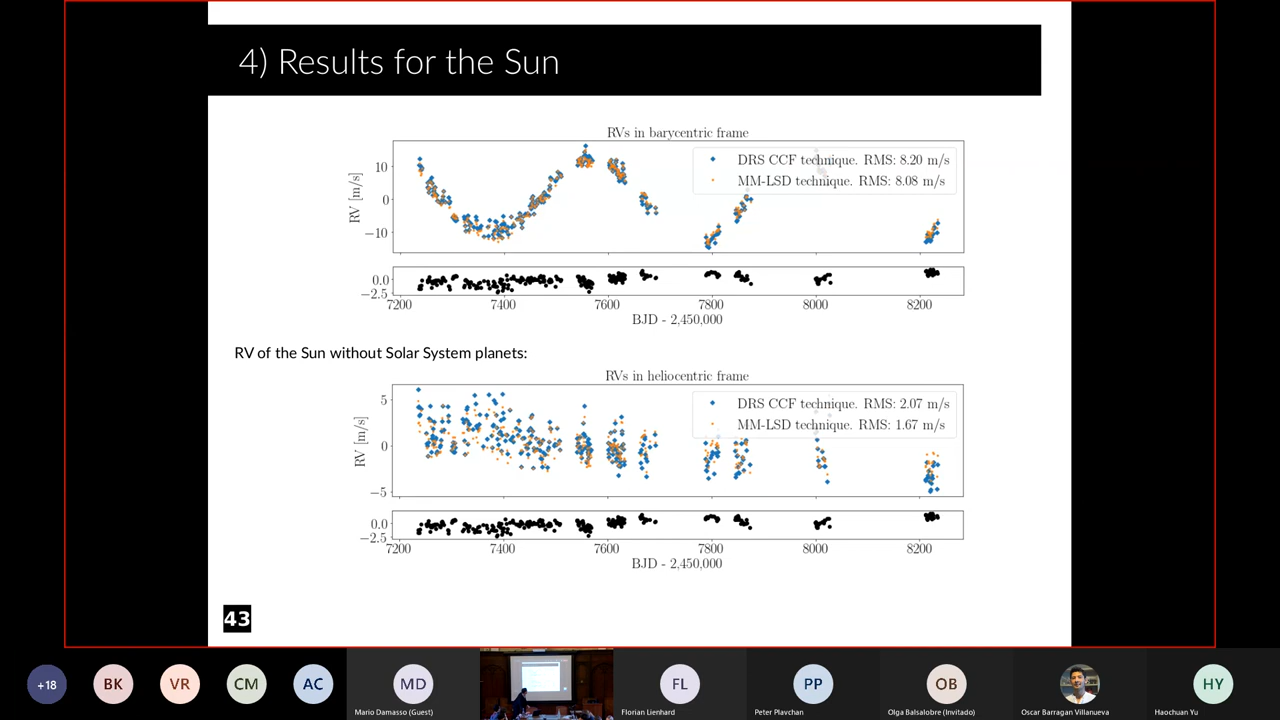 4) Results for the Sun
RVs in barycentric frame
DRS CCF technique. RMS: 8.20 m/s
MM-LSD technique. RMS: 8.08 m/s
RV [m/s]
10
0
−10
0.0
−2.5
7200 7400 7600 7800 8000 8200
BJD - 2,450,000
RV of the Sun without Solar System planets:
RVs in heliocentric frame
DRS CCF technique. RMS: 2.07 m/s
MM-LSD technique. RMS: 1.67 m/s
RV [m/s]
5
0
−5
0.0
−2.5
7200 7400 7600 7800 8000 8200
BJD - 2,450,000
43
+18 BK VR CM AC MD FL PP OB HY
Mario Damasso (Guest) Florian Lienhard Peter Plavchan Olga Balsalobre (Invitado) Oscar Barragan Villanueva Haochuan Yu